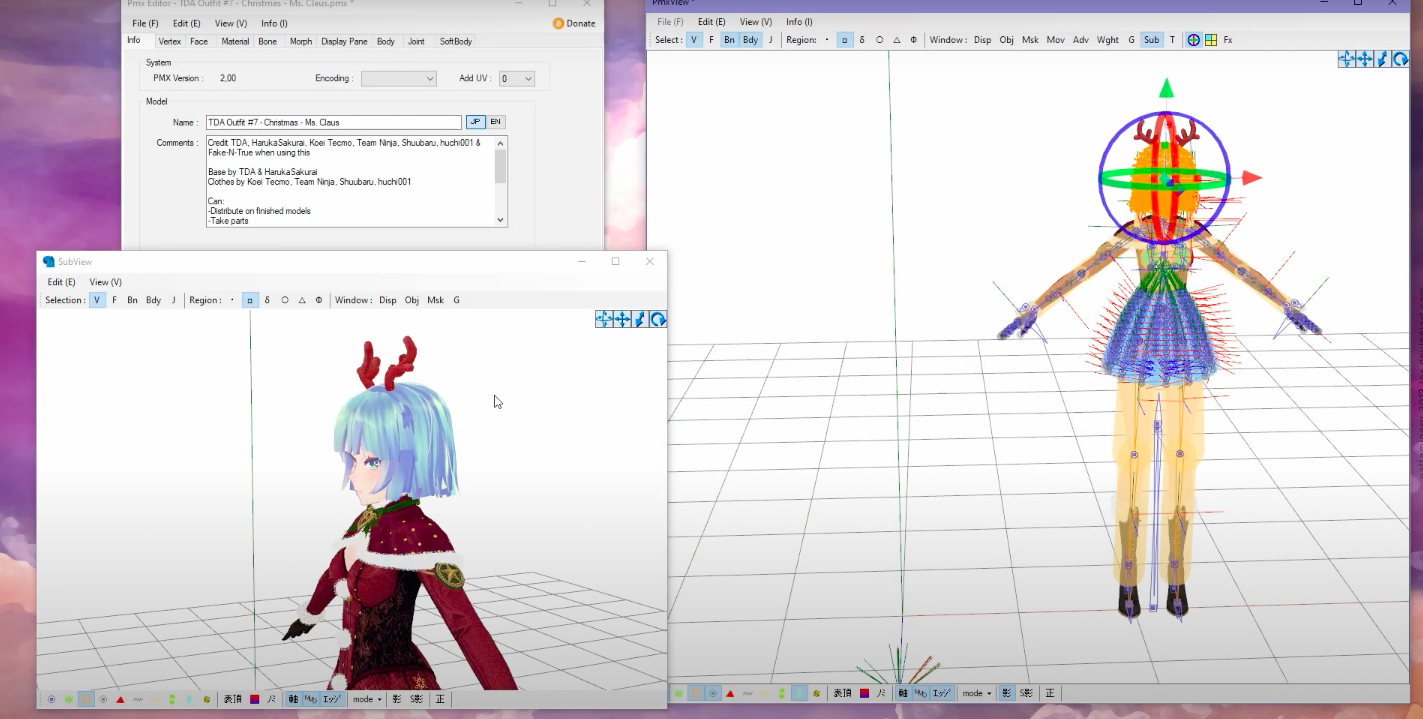 Pmx Editor - TDA Outfit #7 - Christmas - Ms. Claus.pmx *
File (F) Edit (E) View (V) Info (I) Donate
Info Vertex Face Material Bone Morph Display Pane Body Joint SoftBody
System
PMX Version : 2,00 Encoding : Add UV : 0
Model
Name : TDA Outfit #7 - Christmas - Ms. Claus JP EN
Comments : Credit TDA, HarukaSakurai, Koei Tecmo, Team Ninja, Shuubaru, huchi001 &
Fake-N-True when using this
Base by TDA & HarukaSakurai
Clothes by Koei Tecmo, Team Ninja, Shuubaru, huchi001
Can:
-Distribute on finished models
-Take parts
PmxView *
File (F) Edit (E) View (V) Info (I)
Select : V F Bn Bdy J Region: · □ δ ○ △ Φ Window : Disp Obj Msk Mov Adv Wght G Sub T Fx
SubView
Edit (E) View (V)
Selection : V F Bn Bdy J Region : · □ δ ○ △ Φ Window : Disp Obj Msk G
表頂 軸 エッジ mode 影 S影 正
表頂 軸 エッジ mode 影 S影 正